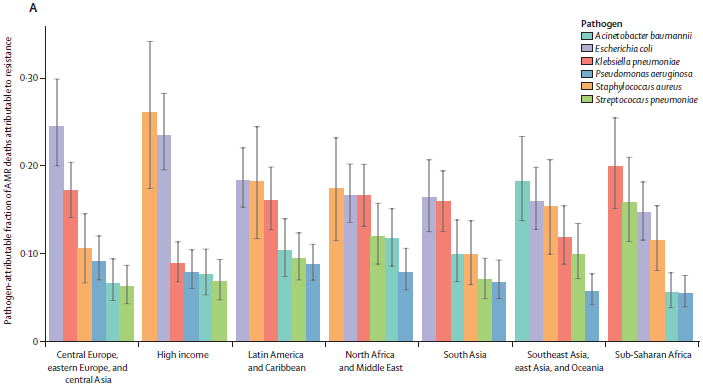 A
Pathogen-attributable fraction of AMR deaths attributable to resistance
0·30
0·20
0·10
0
Pathogen
Acinetobacter baumannii
Escherichia coli
Klebsiella pneumoniae
Pseudomonas aeruginosa
Staphylococcus aureus
Streptococcus pneumoniae
Central Europe,
eastern Europe, and
central Asia
High income
Latin America
and Caribbean
North Africa
and Middle East
South Asia
Southeast Asia,
east Asia, and Oceania
Sub-Saharan Africa